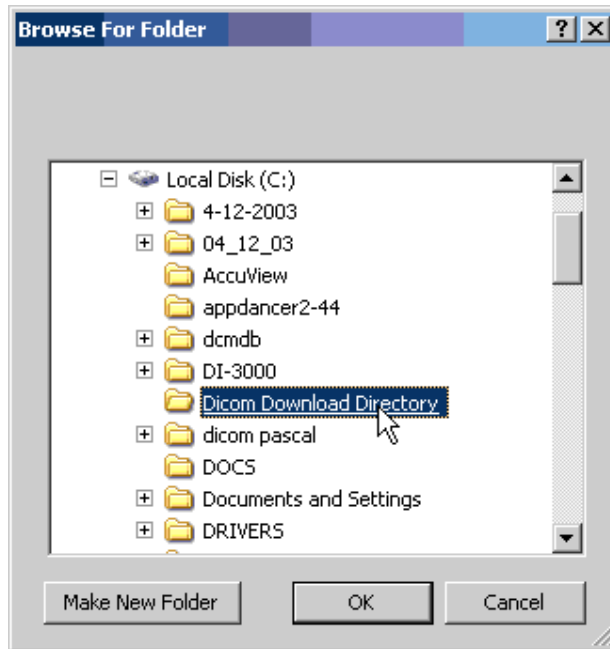 Browse For Folder
Local Disk (C:)
4-12-2003
04_12_03
AccuView
appdancer2-44
dcmdb
DI-3000
Dicom Download Directory
dicom pascal
DOCS
Documents and Settings
DRIVERS
Make New Folder OK Cancel